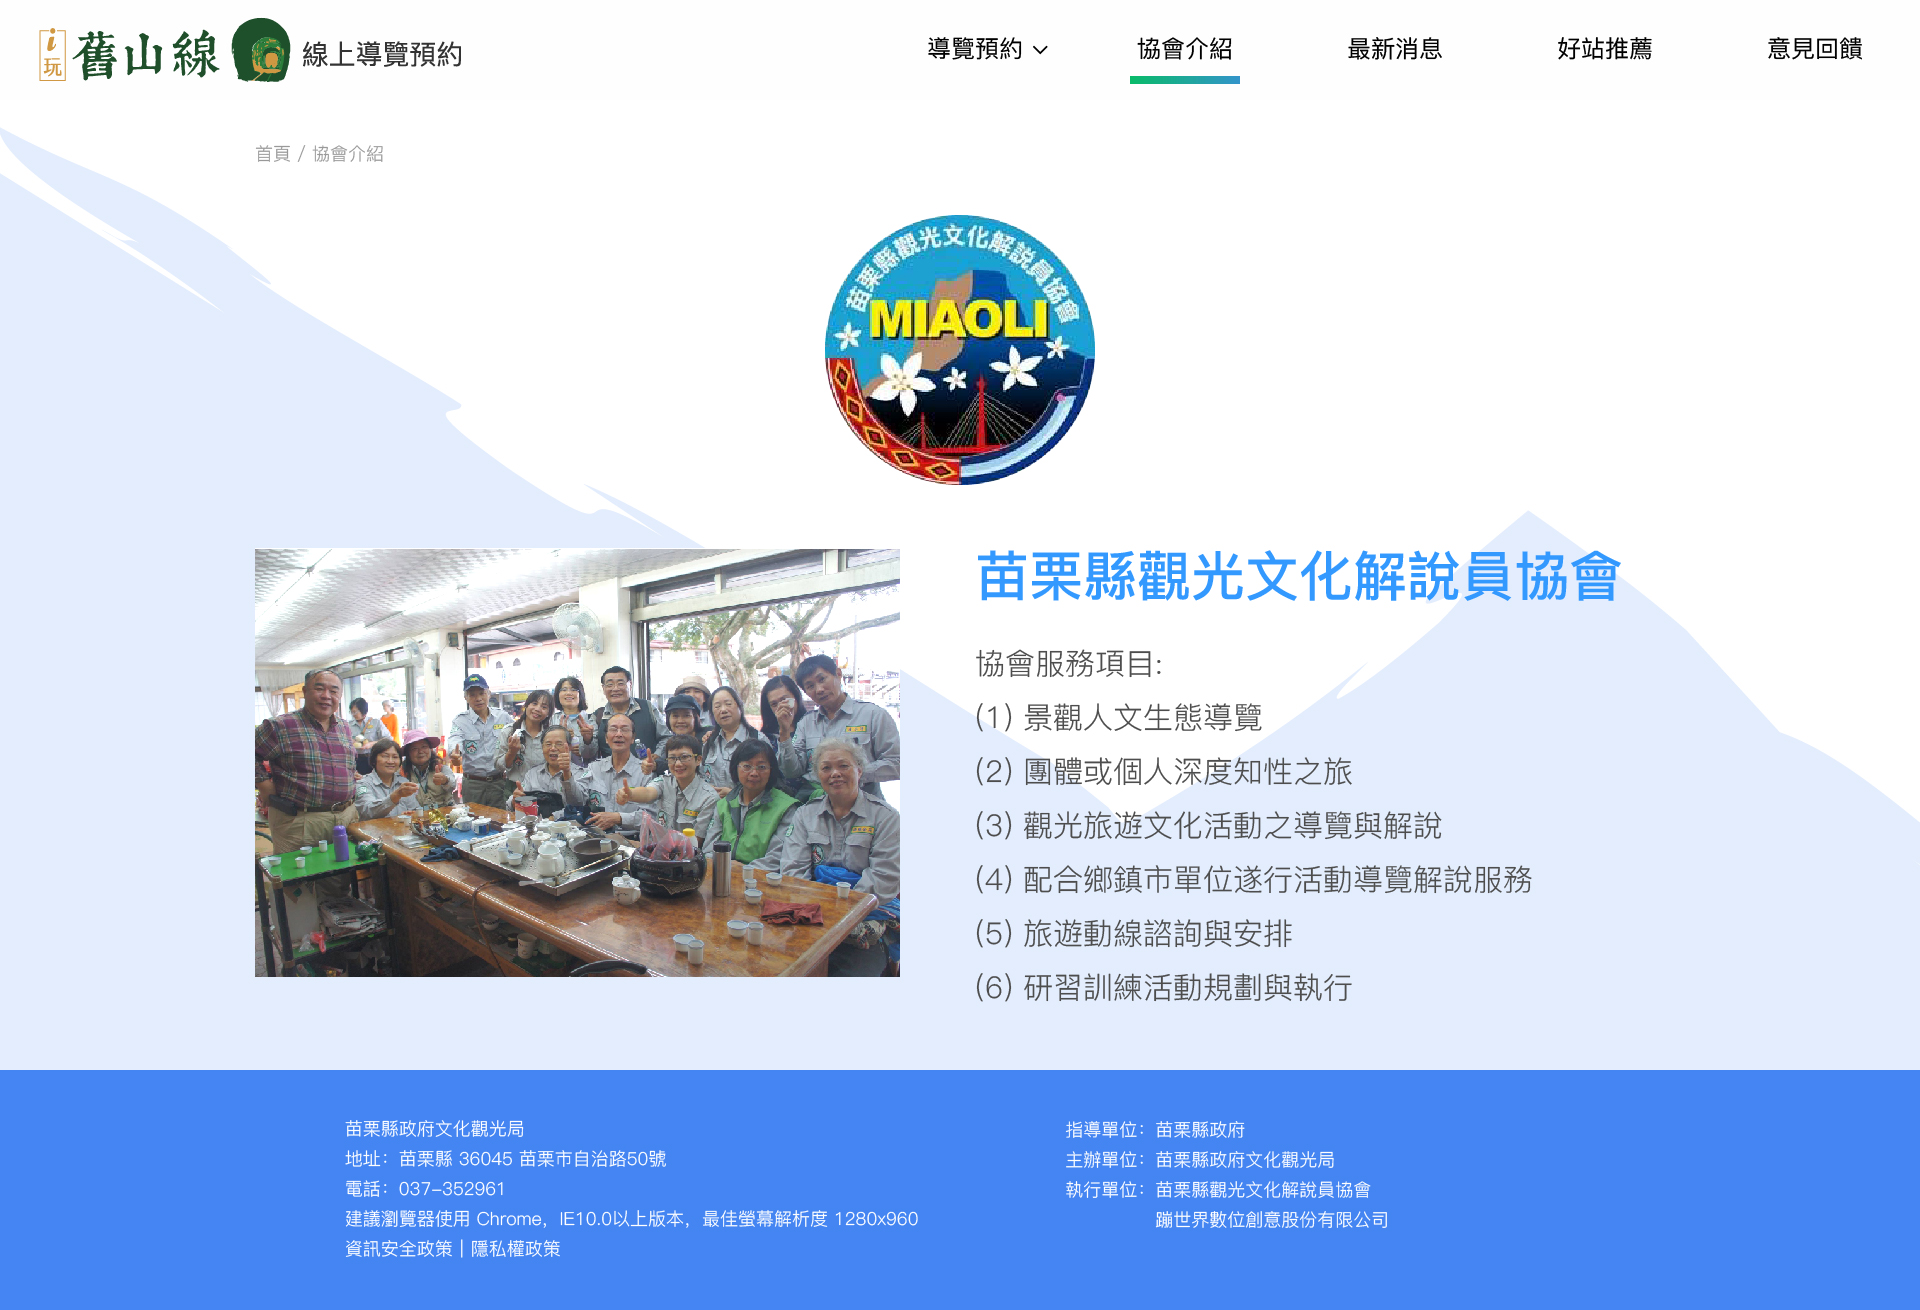 i玩
舊山線
線上導覽預約
導覽預約
協會介紹
最新消息
好站推薦
意見回饋
首頁 / 協會介紹
苗栗縣觀光文化解說員協會
MIAOLI
苗栗縣觀光文化解說員協會
協會服務項目:
(1) 景觀人文生態導覽
(2) 團體或個人深度知性之旅
(3) 觀光旅遊文化活動之導覽與解說
(4) 配合鄉鎮市單位遂行活動導覽解說服務
(5) 旅遊動線諮詢與安排
(6) 研習訓練活動規劃與執行
苗栗縣政府文化觀光局
地址：苗栗縣 36045 苗栗市自治路50號
電話：037-352961
建議瀏覽器使用 Chrome，IE10.0以上版本，最佳螢幕解析度 1280x960
資訊安全政策 | 隱私權政策
指導單位：苗栗縣政府
主辦單位：苗栗縣政府文化觀光局
執行單位：苗栗縣觀光文化解說員協會
蹦世界數位創意股份有限公司